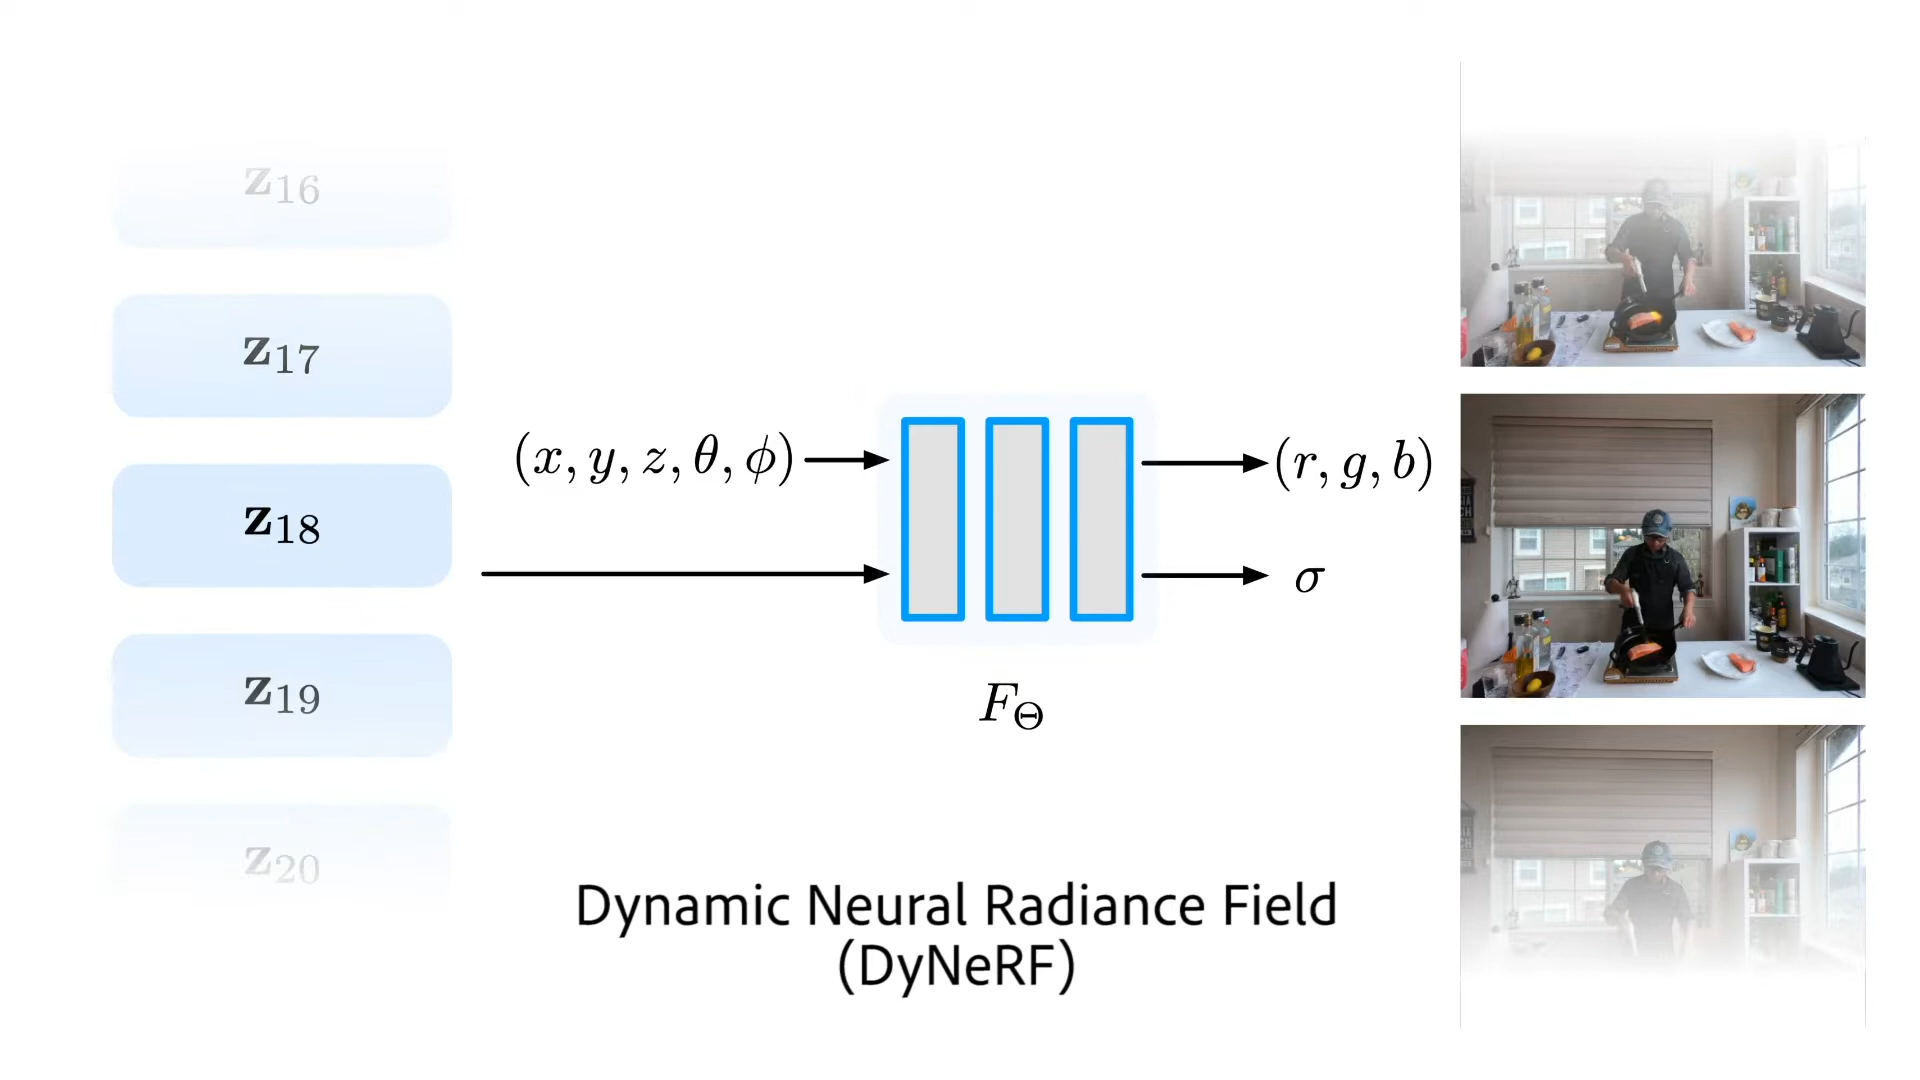 z16
z17
z18
z19
z20
(x, y, z, θ, ϕ)
(r, g, b)
σ
FΘ
Dynamic Neural Radiance Field
(DyNeRF)